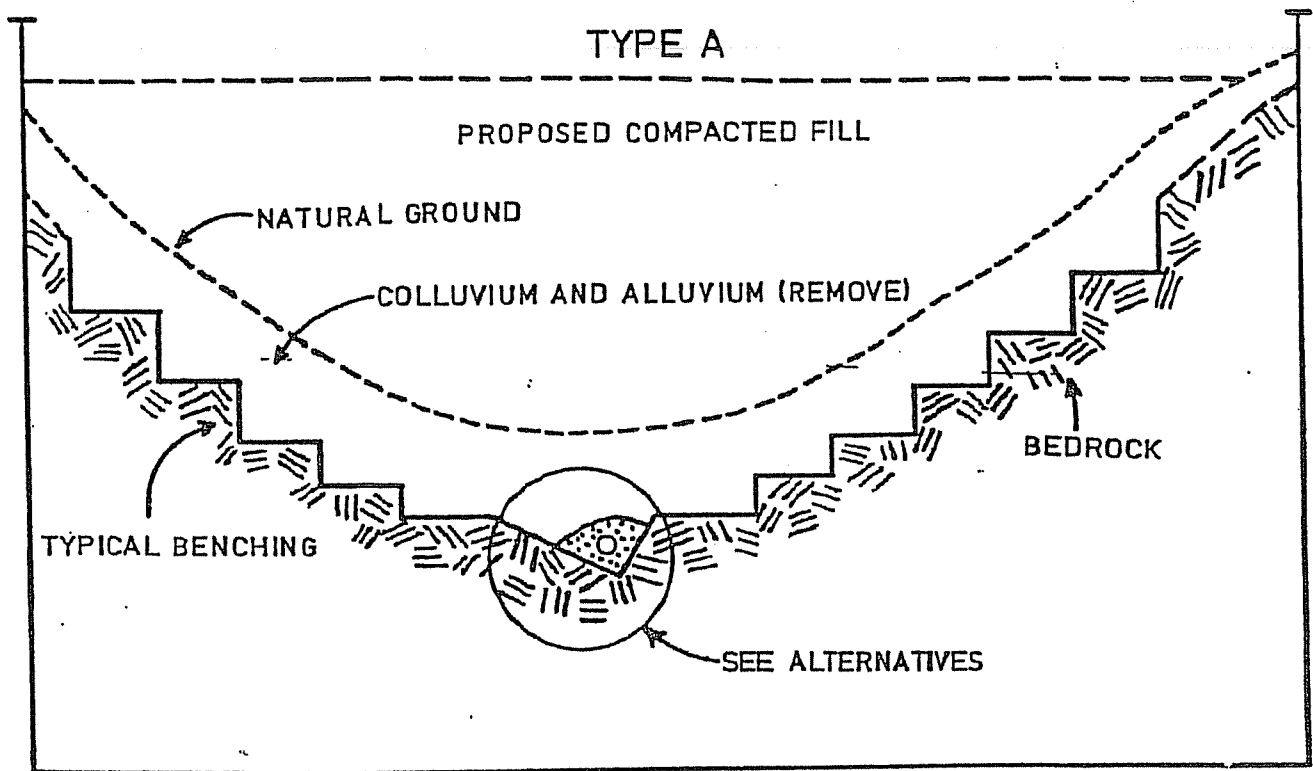 TYPE A
PROPOSED COMPACTED FILL
NATURAL GROUND
COLLUVIUM AND ALLUVIUM (REMOVE)
BEDROCK
TYPICAL BENCHING
SEE ALTERNATIVES